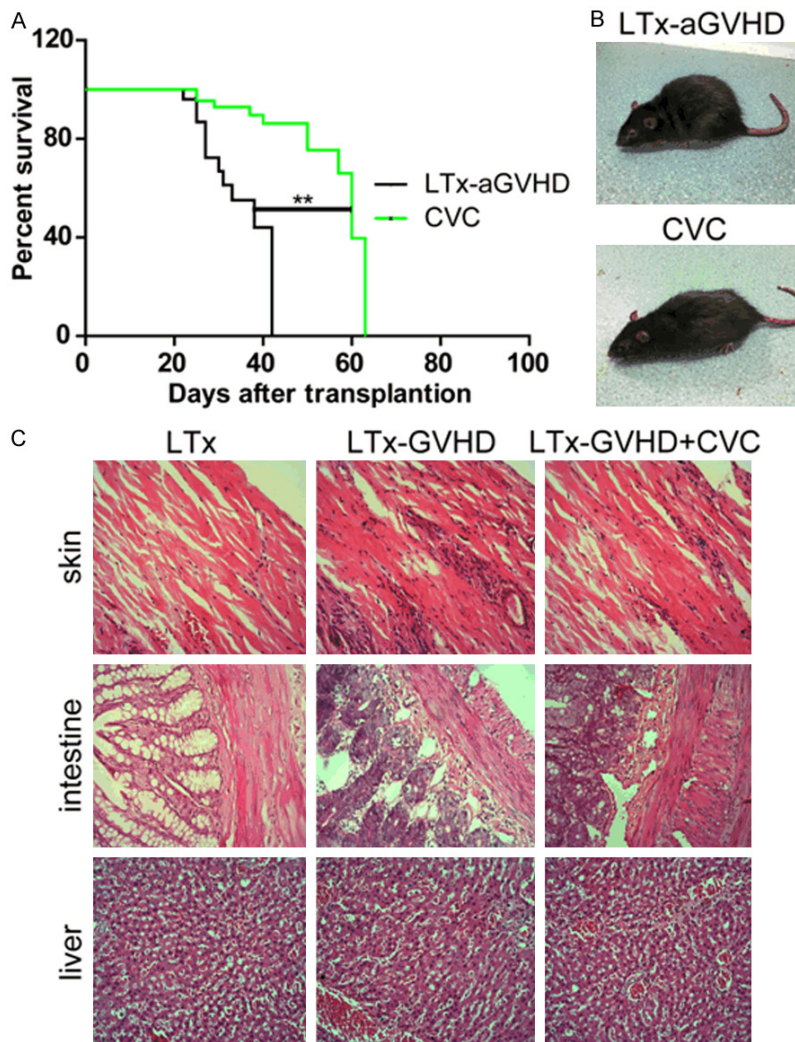 A
120
80
40
0
Percent survival
0 20 40 60 80 100
Days after transplantion
**
LTx-aGVHD
CVC
B
LTx-aGVHD
CVC
C
LTx LTx-GVHD LTx-GVHD+CVC
skin
intestine
liver